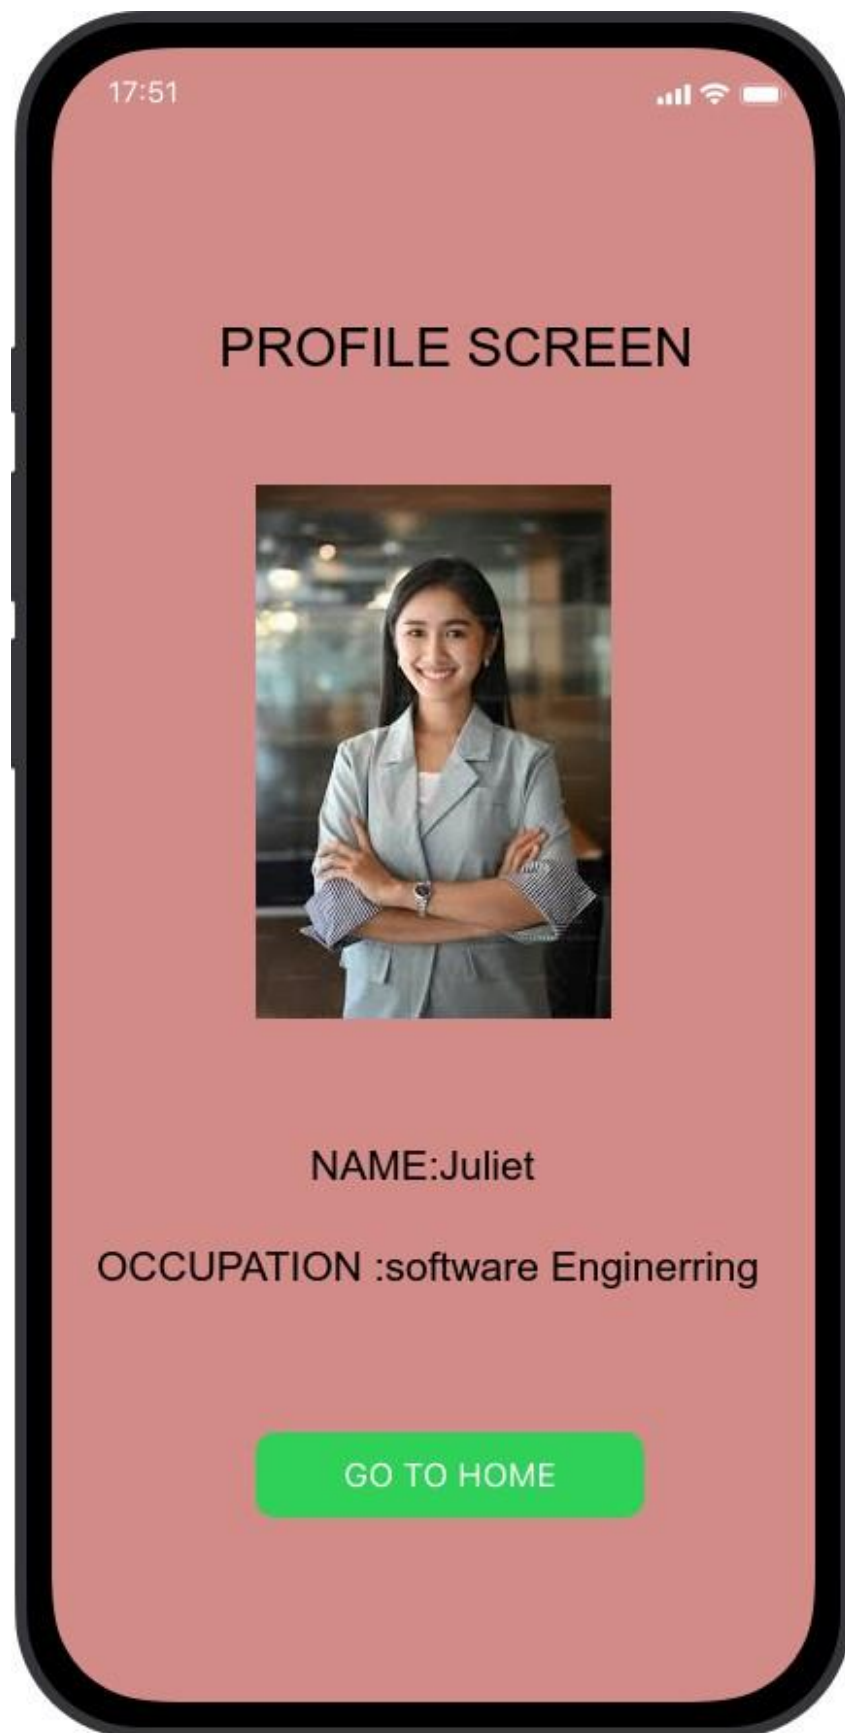 17:51
PROFILE SCREEN
NAME:Juliet
OCCUPATION :software Enginerring
GO TO HOME